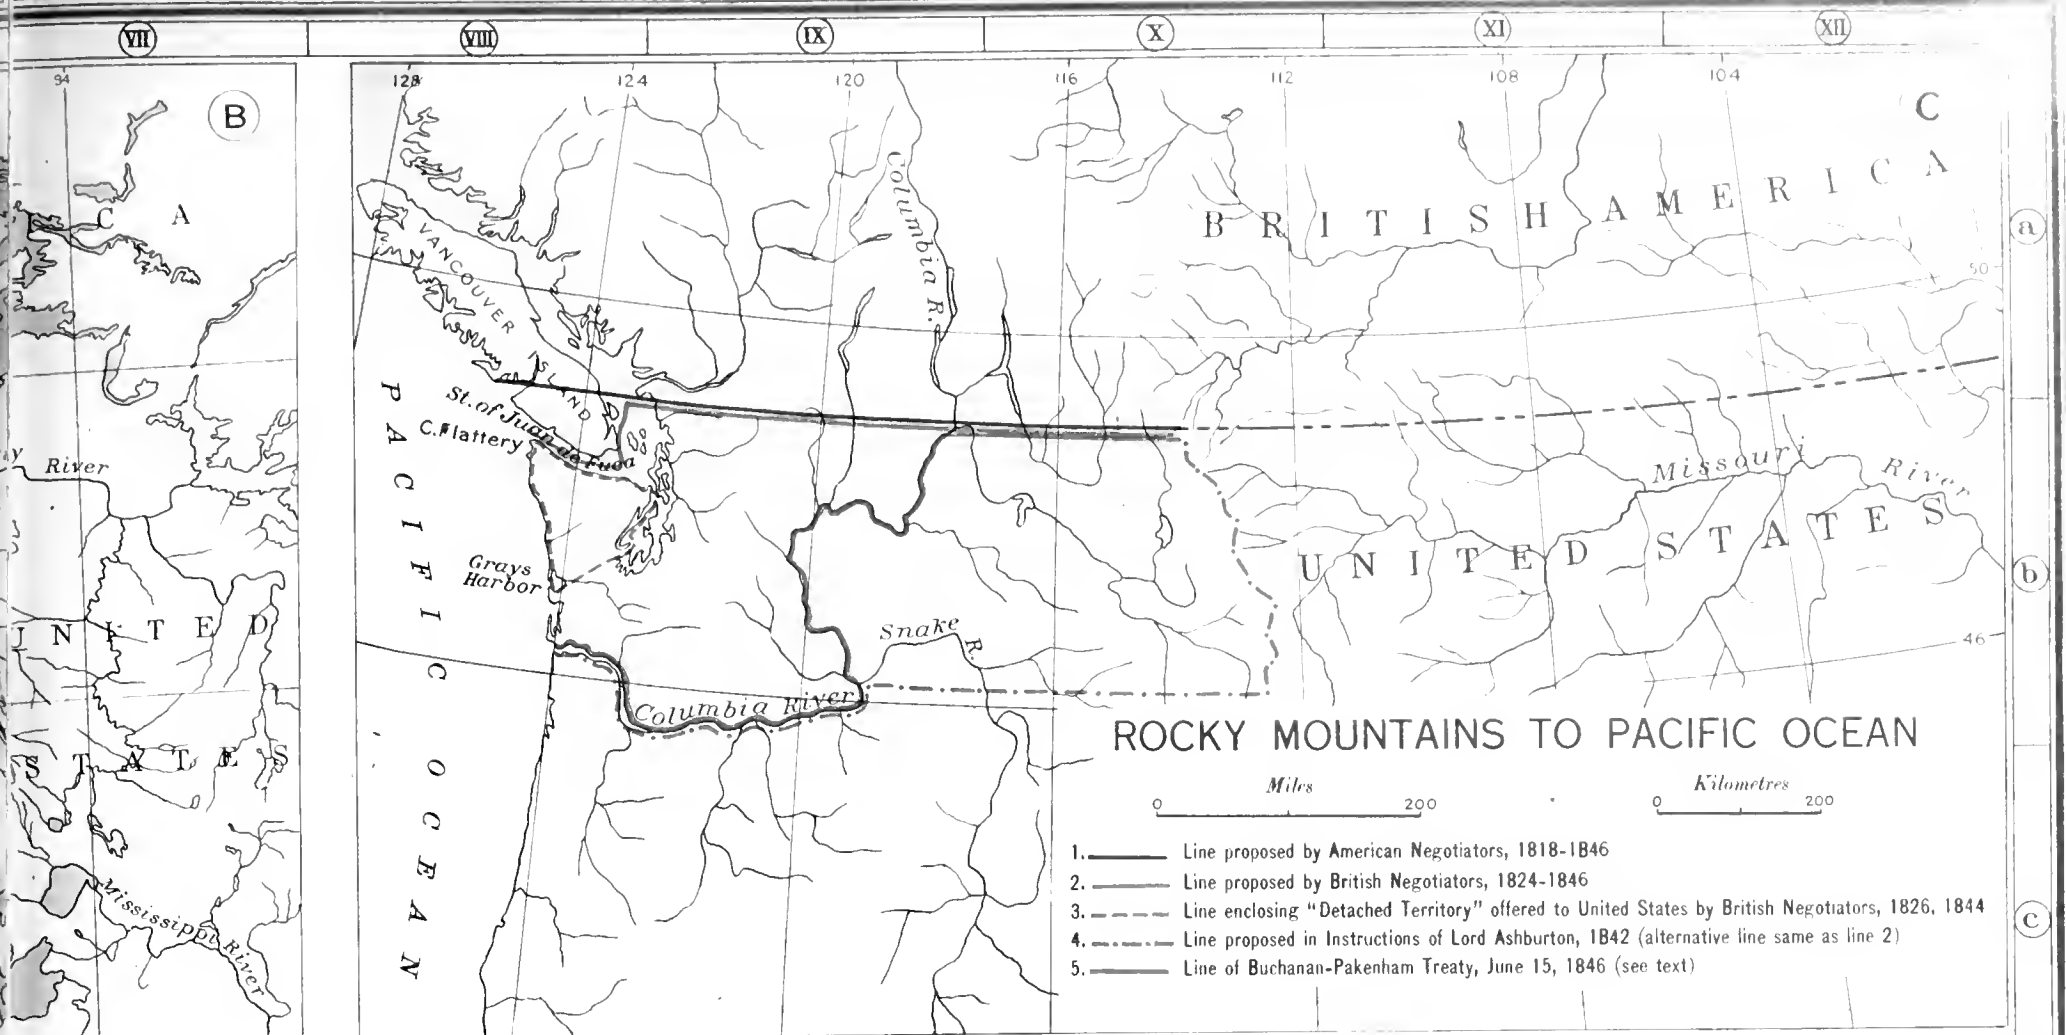 VII VIII IX X XI XII
94 128 124 120 116 112 108 104
B
C
C A
BRITISH AMERICA
a
Columbia R.
VANCOUVER ISLAND
50
St. of Juan de Fuca
C. Flattery
PACIFIC OCEAN
River
Missouri River
UNITED STATES
b
Grays
Harbor
Snake R.
46
Columbia River
NITED
STATES
Mississippi River
ROCKY MOUNTAINS TO PACIFIC OCEAN
Miles
0 200
Kilometres
0 200
1. Line proposed by American Negotiators, 1818-1846
2. Line proposed by British Negotiators, 1824-1846
3. Line enclosing "Detached Territory" offered to United States by British Negotiators, 1826, 1844
4. Line proposed in Instructions of Lord Ashburton, 1842 (alternative line same as line 2)
5. Line of Buchanan-Pakenham Treaty, June 15, 1846 (see text)
c